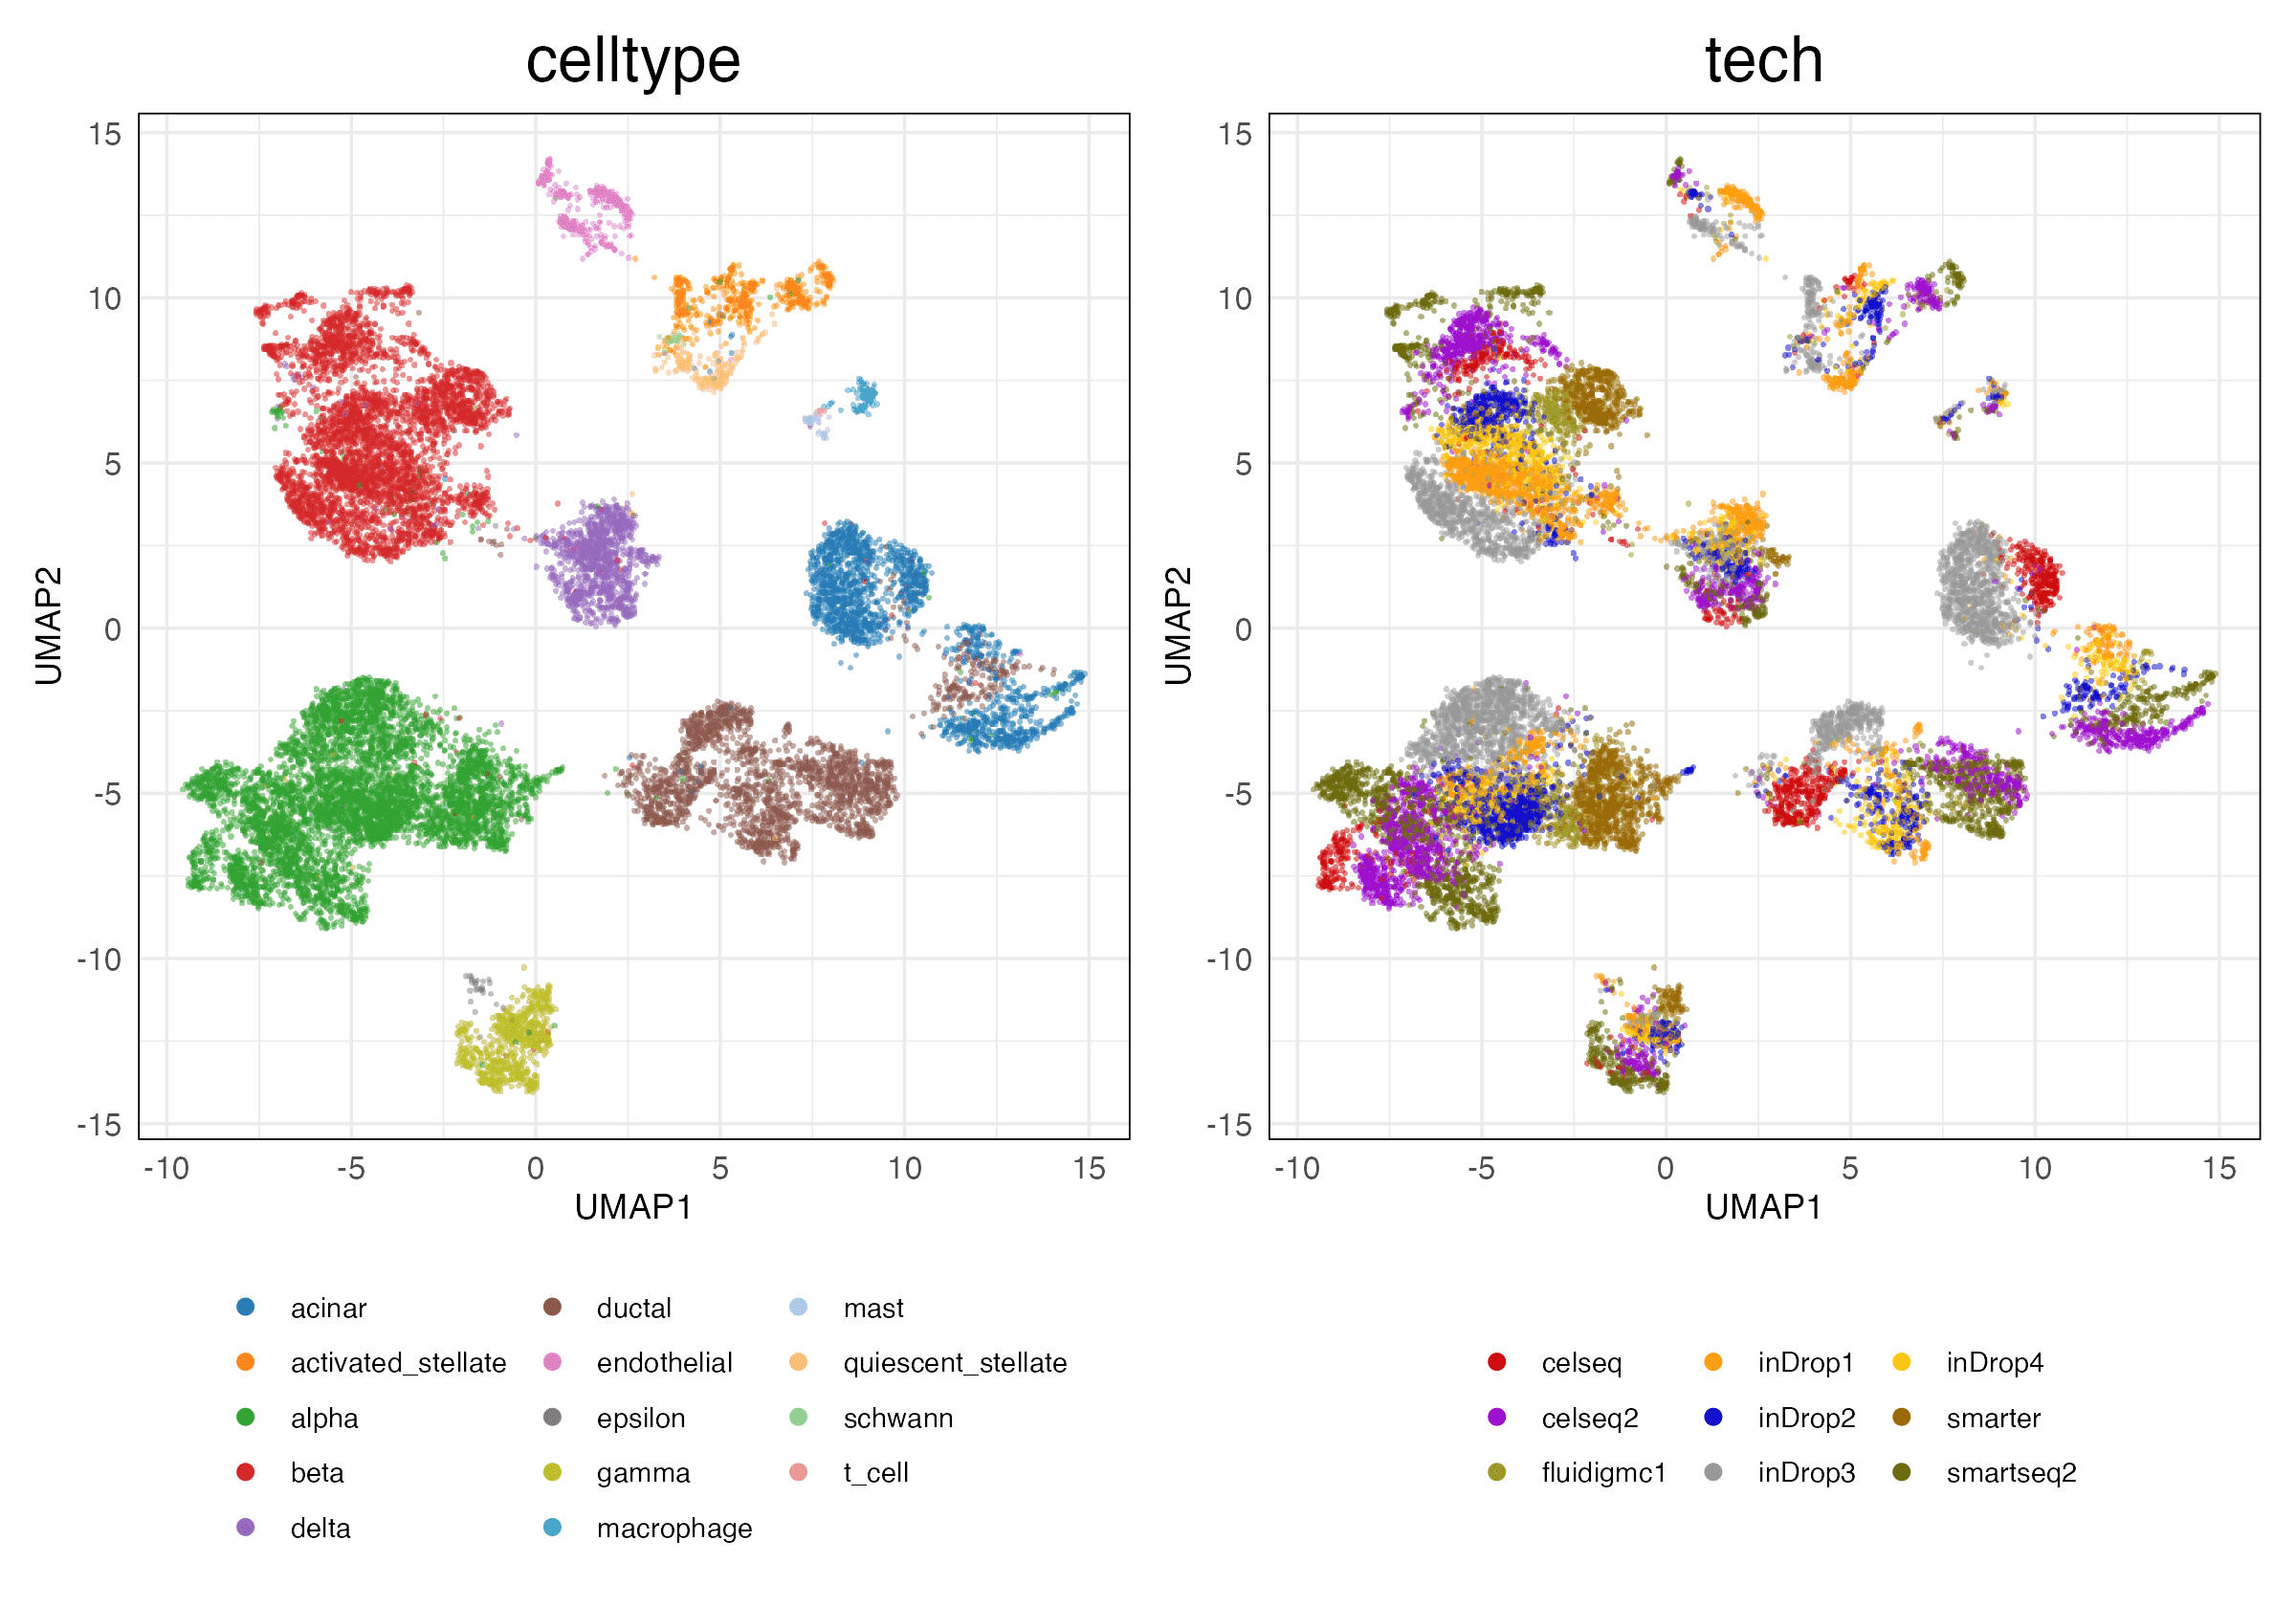 celltype
15
10
5
0
-5
-10
-15
UMAP2
-10 -5 0 5 10 15
UMAP1
acinar ductal mast
activated_stellate endothelial quiescent_stellate
alpha epsilon schwann
beta gamma t_cell
delta macrophage
tech
15
10
5
0
-5
-10
-15
UMAP2
-10 -5 0 5 10 15
UMAP1
celseq inDrop1 inDrop4
celseq2 inDrop2 smarter
fluidigmc1 inDrop3 smartseq2